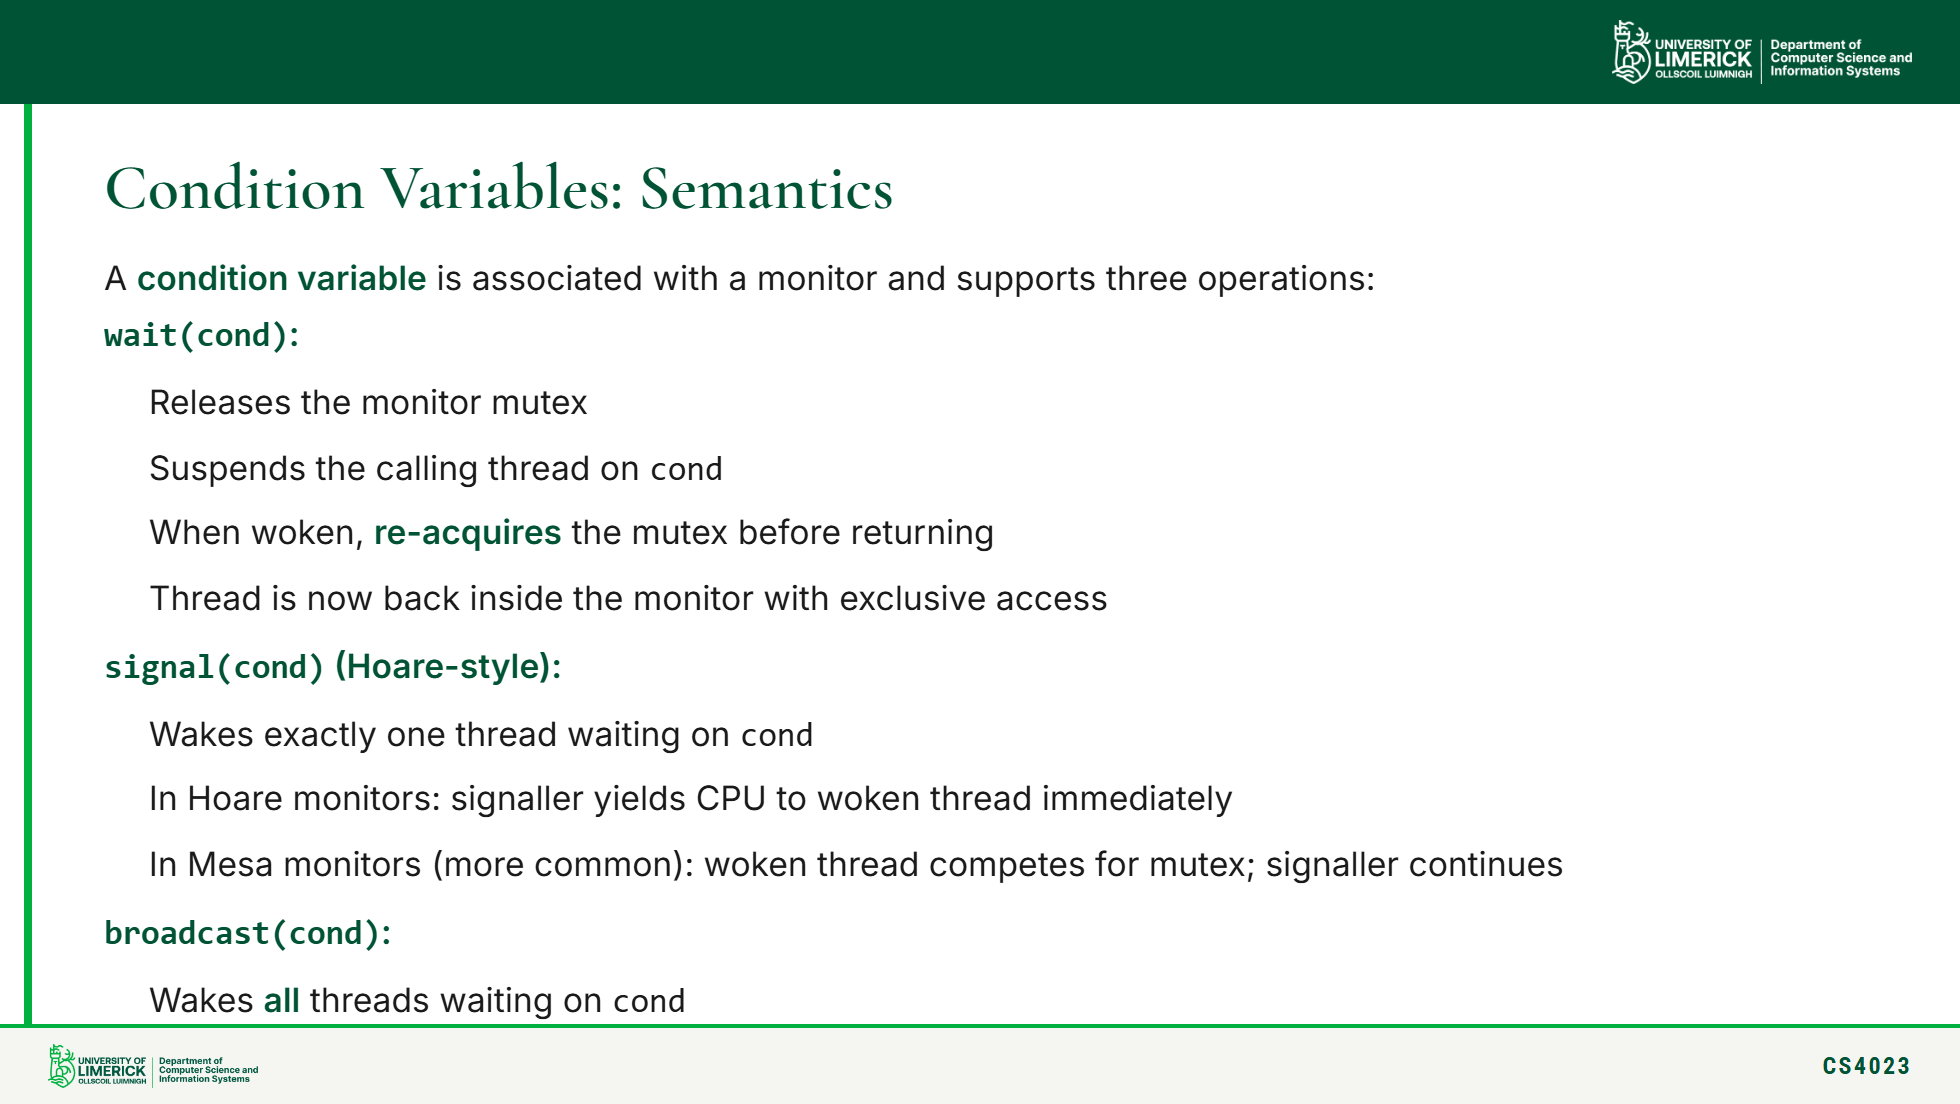 UNIVERSITY OF
LIMERICK
OLLSCOIL LUIMNIGH
Department of
Computer Science and
Information Systems
Condition Variables: Semantics
A condition variable is associated with a monitor and supports three operations:
wait(cond):
Releases the monitor mutex
Suspends the calling thread on cond
When woken, re-acquires the mutex before returning
Thread is now back inside the monitor with exclusive access
signal(cond) (Hoare-style):
Wakes exactly one thread waiting on cond
In Hoare monitors: signaller yields CPU to woken thread immediately
In Mesa monitors (more common): woken thread competes for mutex; signaller continues
broadcast(cond):
Wakes all threads waiting on cond
UNIVERSITY OF
LIMERICK
OLLSCOIL LUIMNIGH
Department of
Computer Science and
Information Systems
CS4023